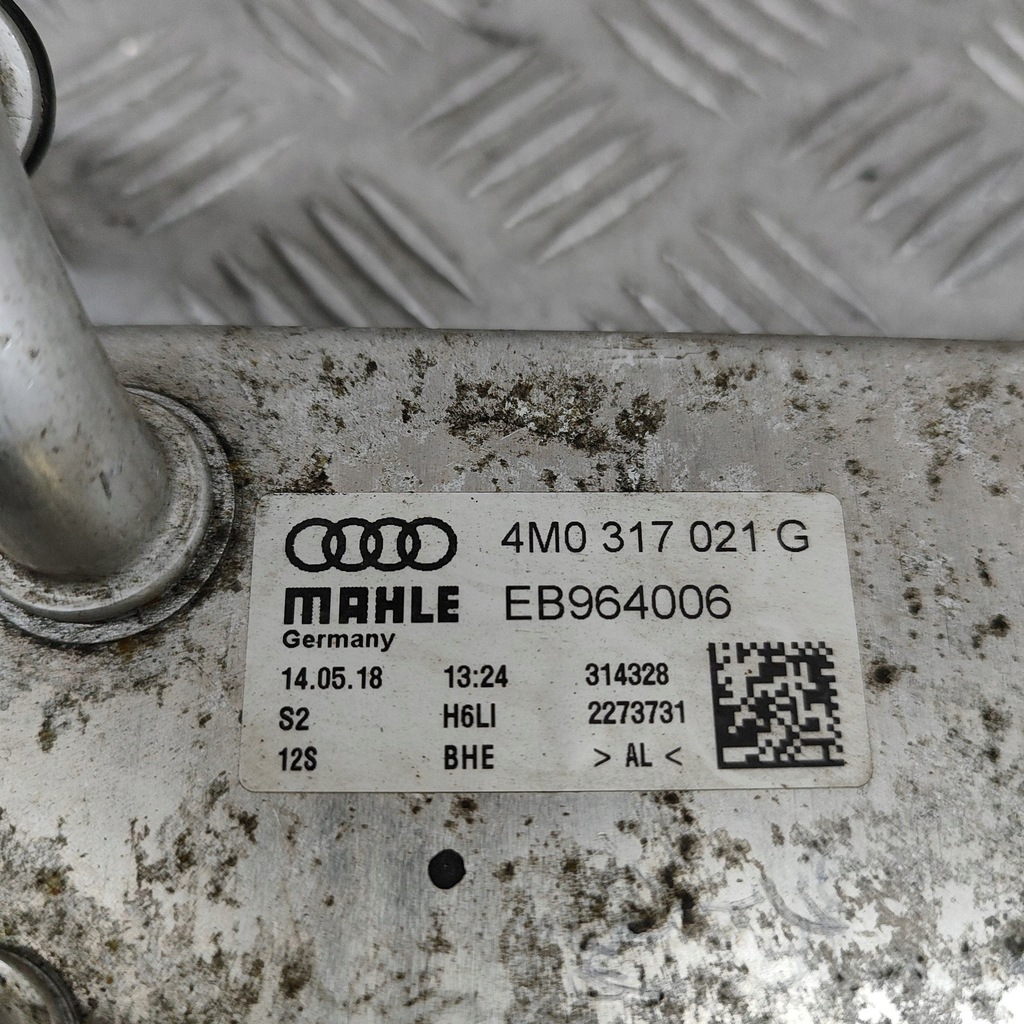 4M0 317 021 G
MAHLE EB964006
Germany
14.05.18 13:24 314328
S2 H6LI 2273731
12S BHE > AL <